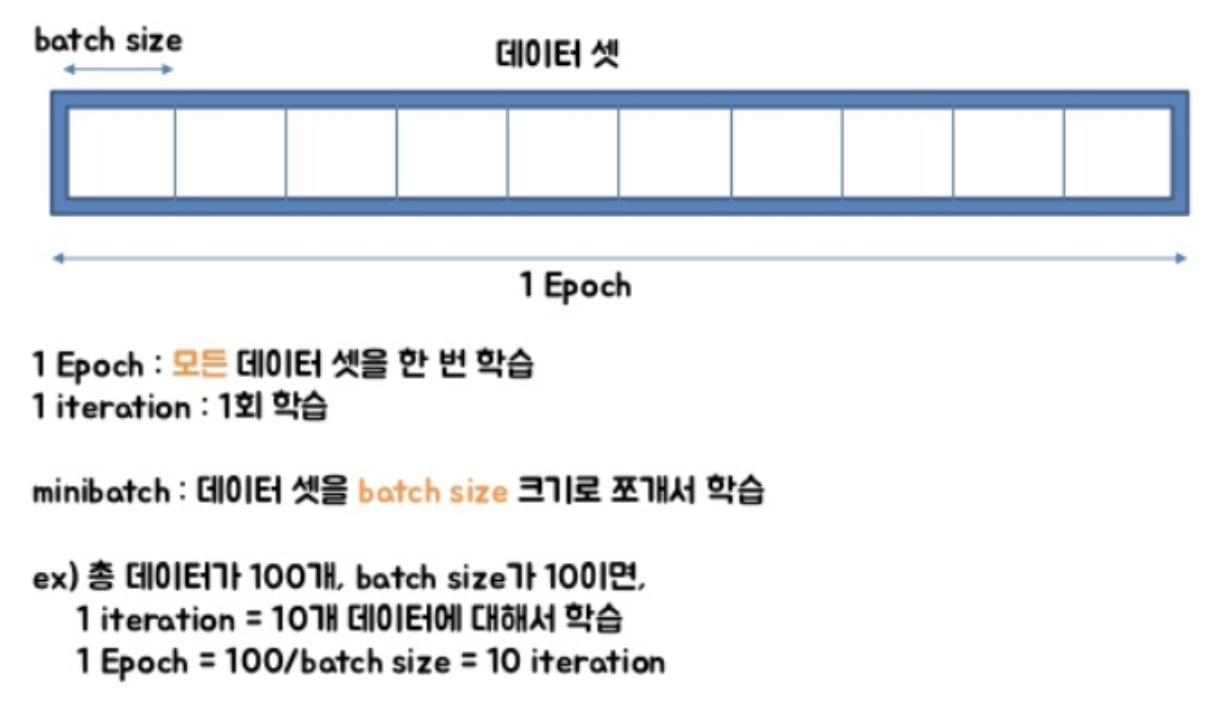 batch size
데이터 셋
1 Epoch
1 Epoch : 모든 데이터 셋을 한 번 학습
1 iteration : 1회 학습
minibatch : 데이터 셋을 batch size 크기로 쪼개서 학습
ex) 총 데이터가 100개, batch size가 10이면,
1 iteration = 10개 데이터에 대해서 학습
1 Epoch = 100/batch size = 10 iteration